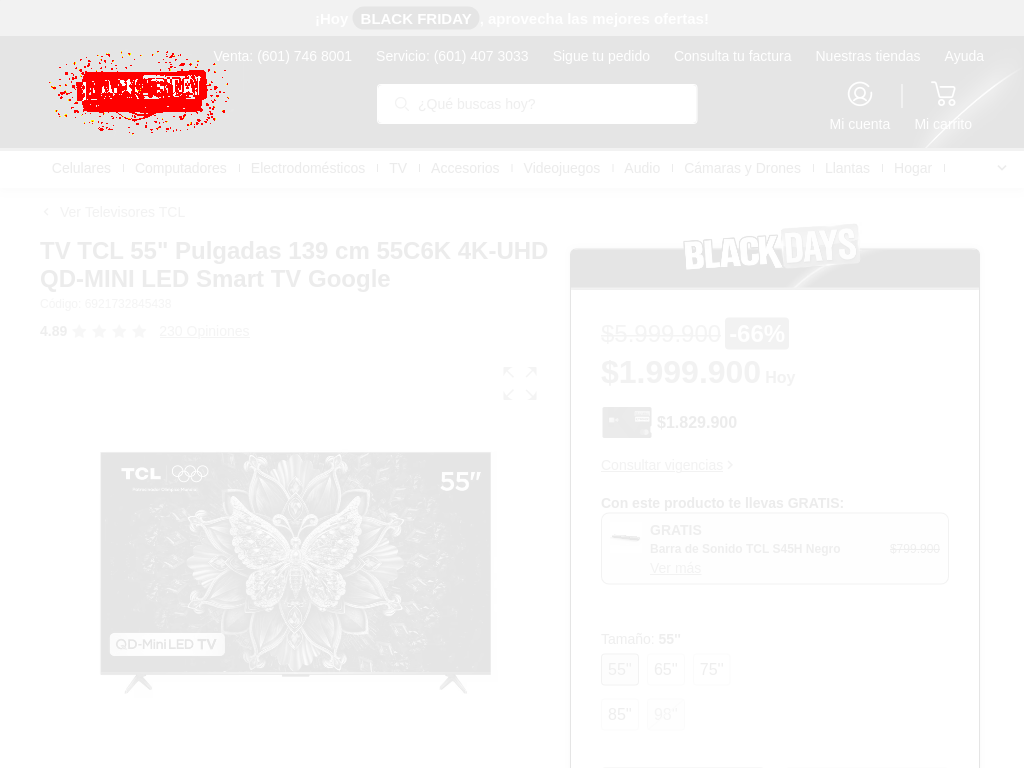 ¡Hoy BLACK FRIDAY, aprovecha las mejores ofertas!
Venta: (601) 746 8001 Servicio: (601) 407 3033 Sigue tu pedido Consulta tu factura Nuestras tiendas Ayuda
¿Qué buscas hoy?
Mi cuenta Mi carrito
Celulares Computadores Electrodomésticos TV Accesorios Videojuegos Audio Cámaras y Drones Llantas Hogar
Ver Televisores TCL
TV TCL 55" Pulgadas 139 cm 55C6K 4K-UHD
QD-MINI LED Smart TV Google
4.89 230 Opiniones
TCL
55"
QD-Mini LED TV
BLACK DAYS
$5.999.900 -66%
$1.999.900 Hoy
$1.829.900
Consultar vigencias
Con este producto te llevas GRATIS:
GRATIS
Barra de Sonido TCL S45H Negro $799.900
Ver más
Tamaño: 55"
55" 65" 75"
85" 98"